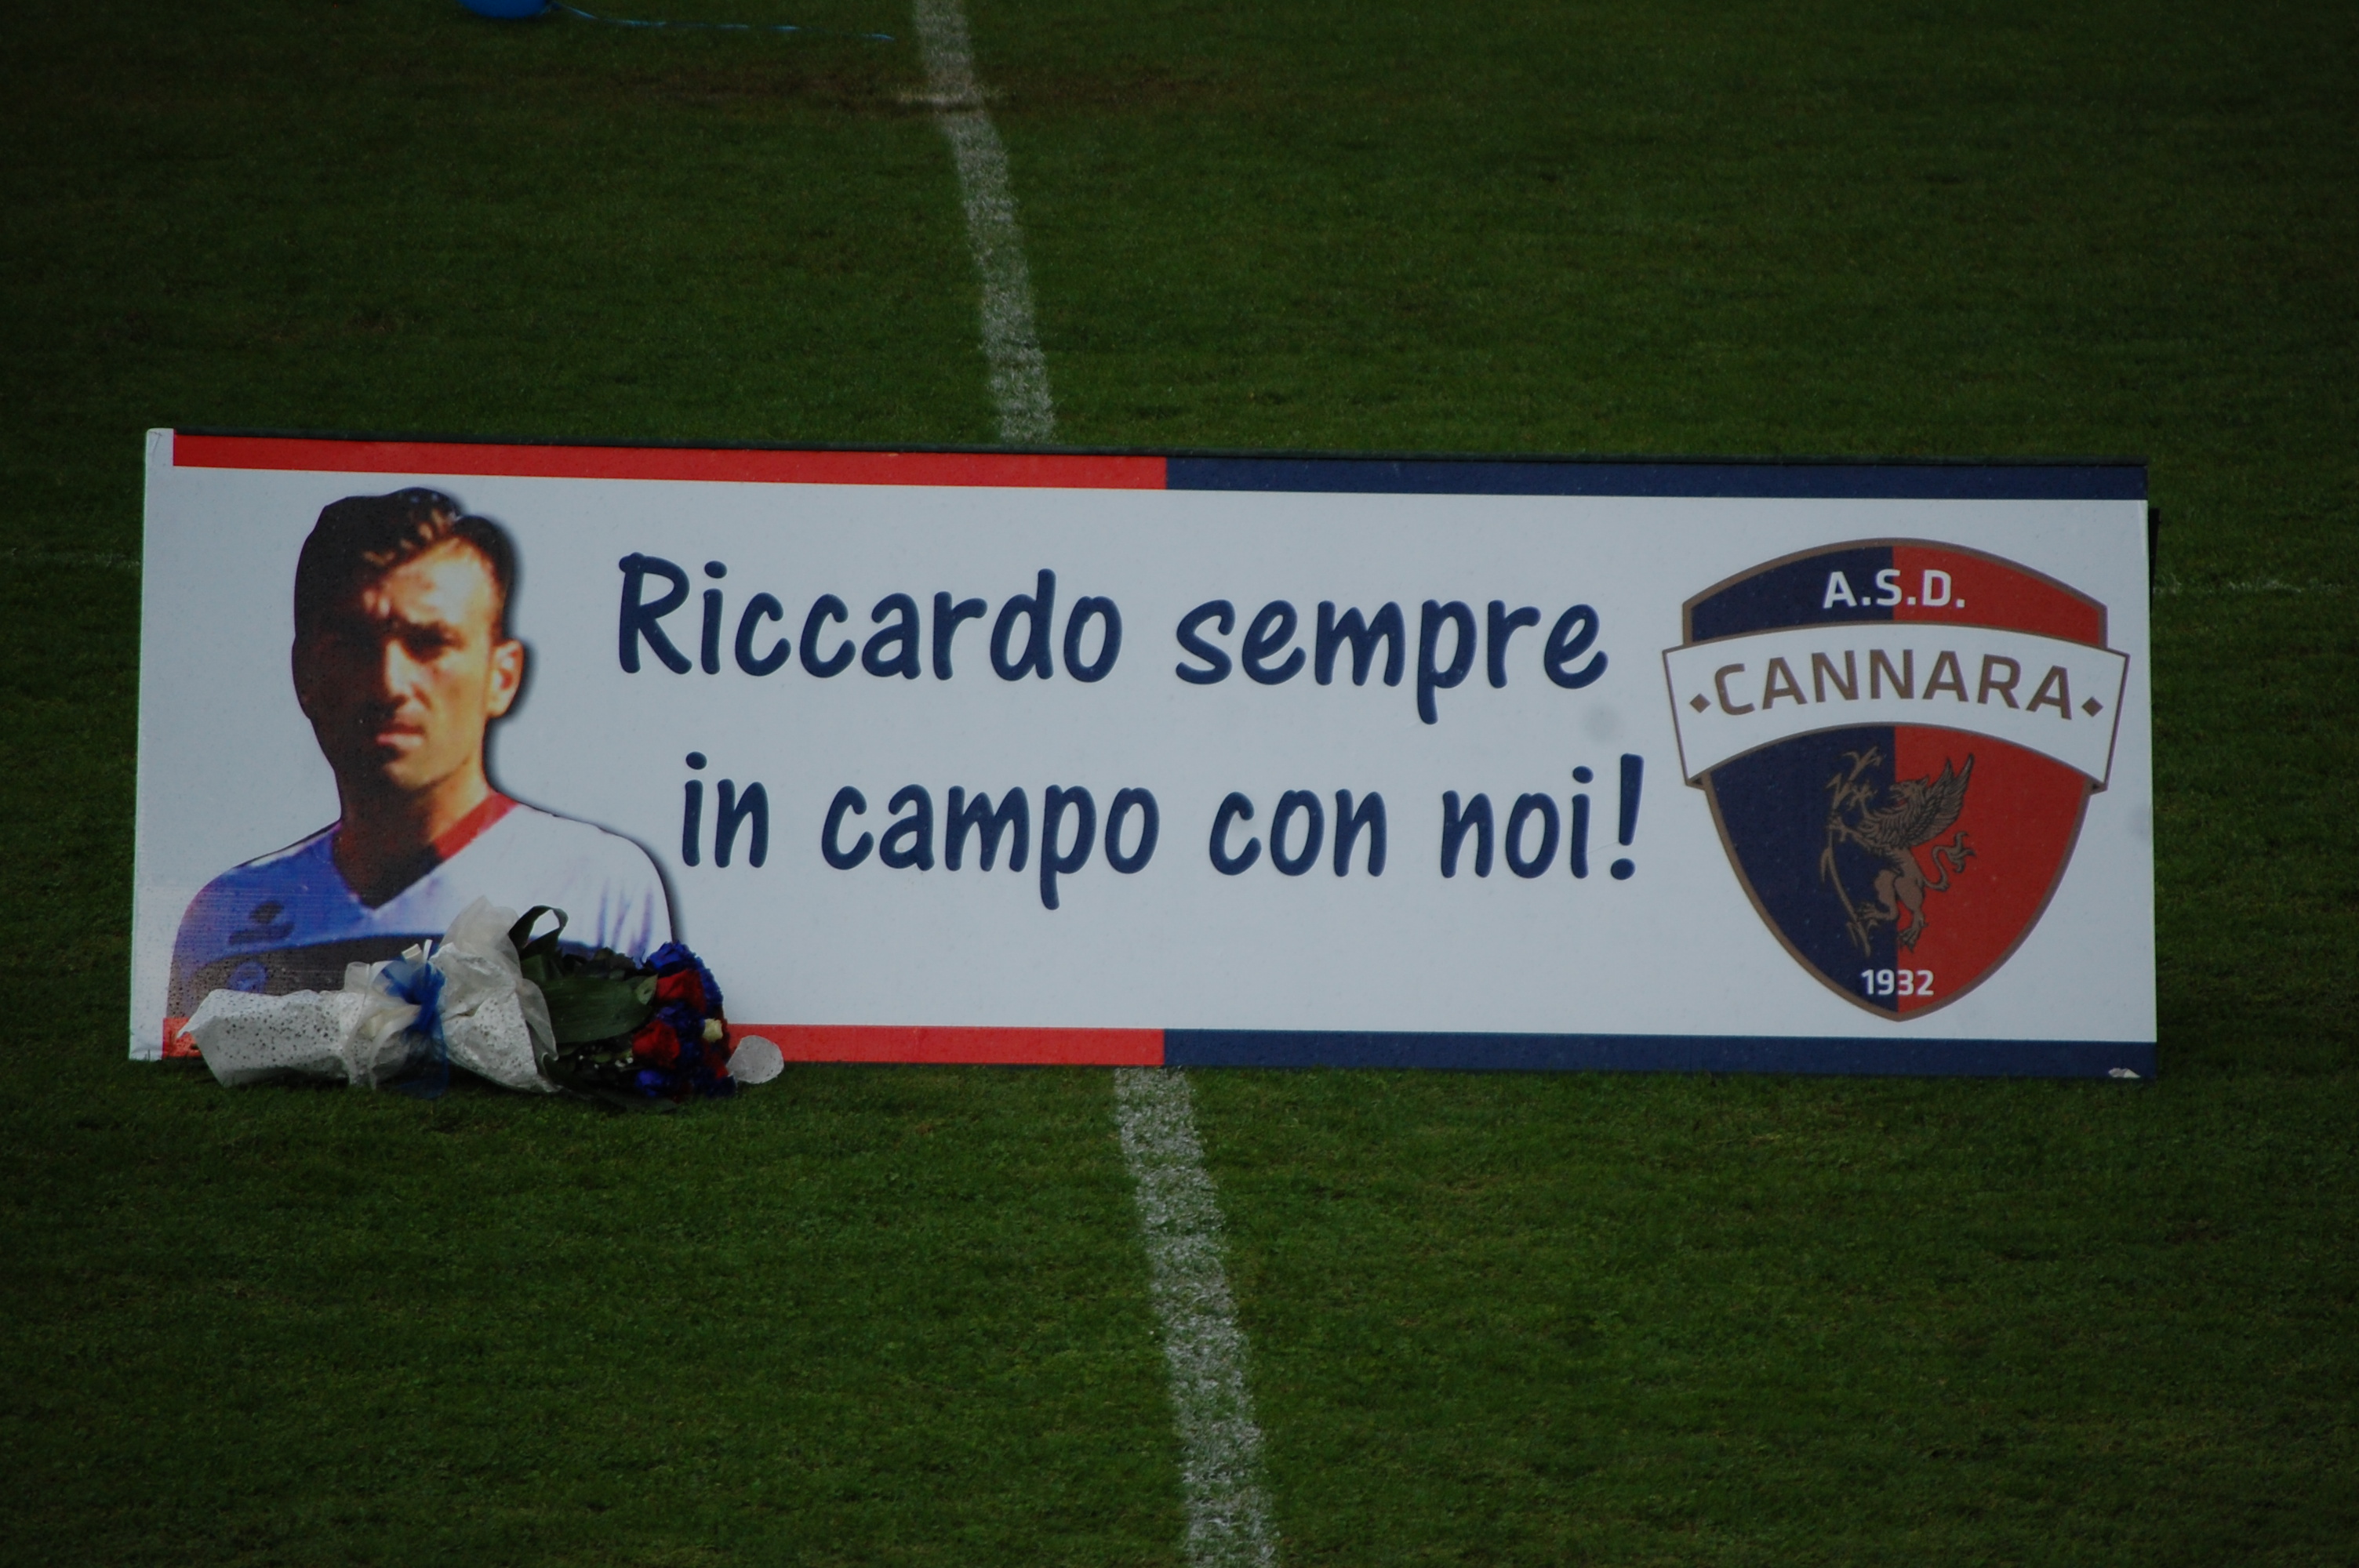 Riccardo sempre
in campo con noi!
A.S.D.
CANNARA
1932